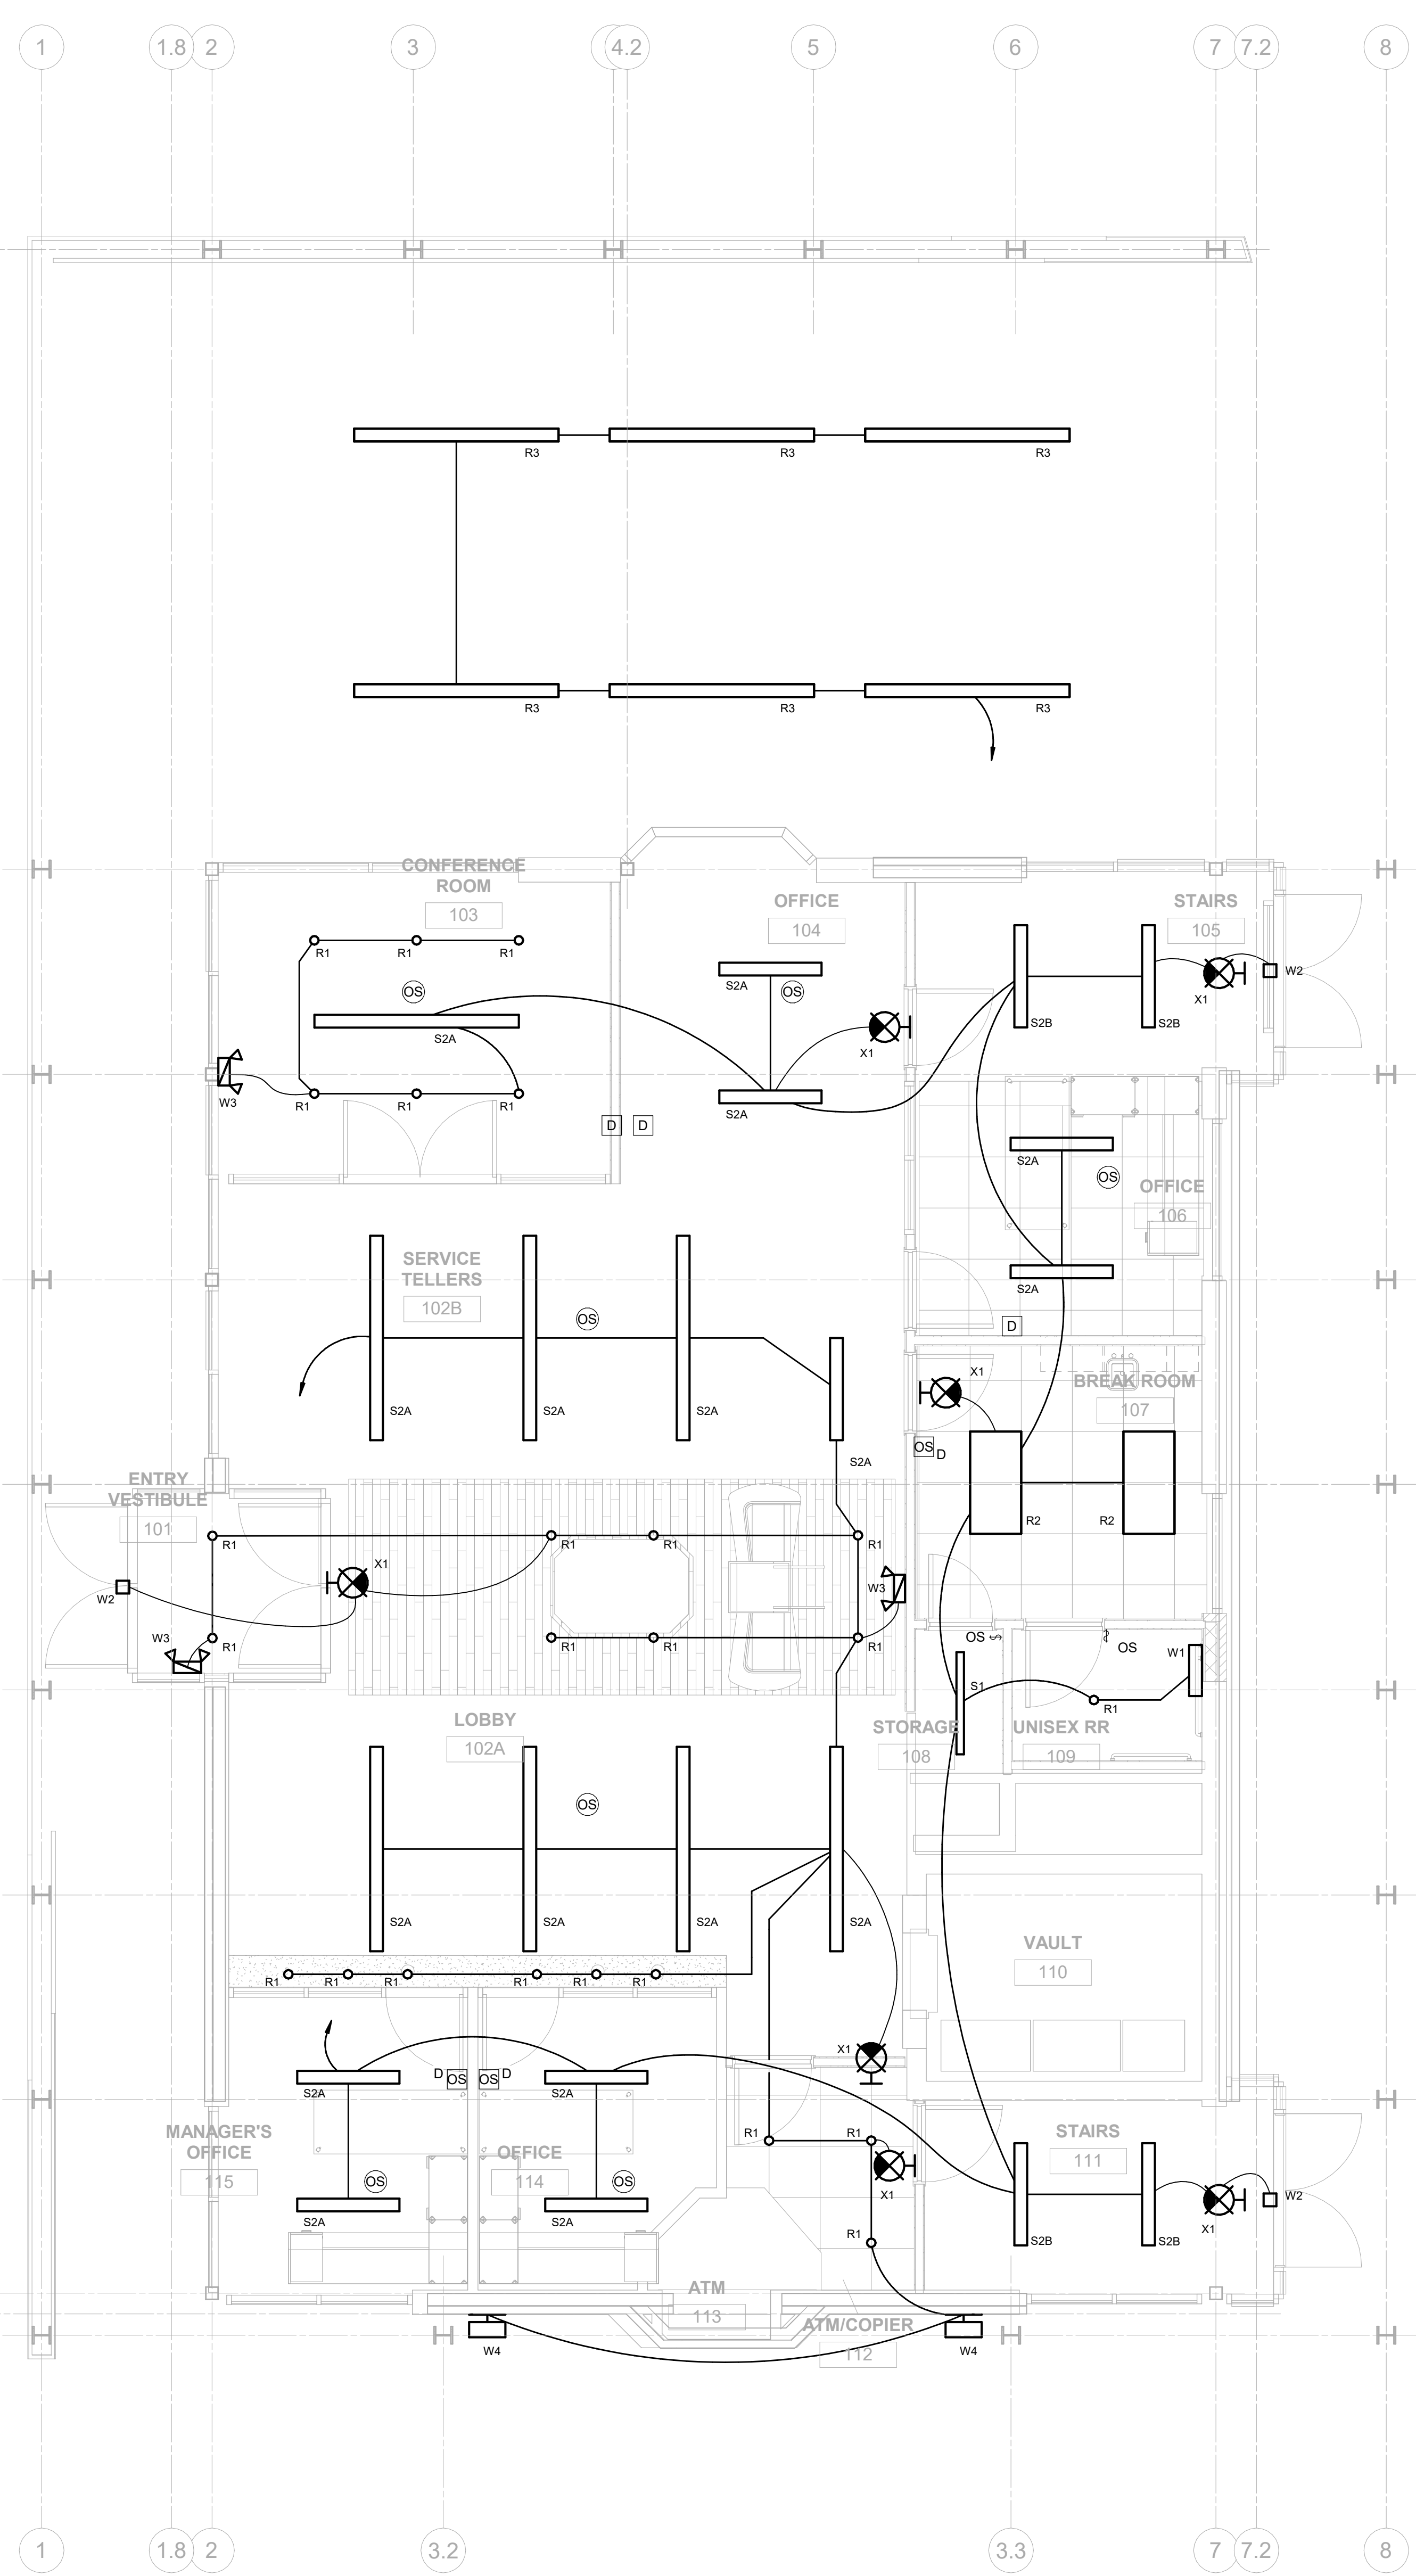 1 1.8 2 3 4.2 5 6 7 7.2 8
R3 R3 R3
R3 R3 R3
CONFERENCE
ROOM
103
OFFICE
104
STAIRS
105
R1 R1 R1
OS
S2A
OS
S2A
X1
W2
S2B S2B
X1
S2A
W3
R1 R1 R1
S2A
D D
S2A
OS
OFFICE
106
S2A
SERVICE
TELLERS
102B
OS
D
X1
BREAK ROOM
107
S2A S2A S2A
OS
D
S2A
ENTRY
VESTIBULE
101
R2 R2
R1
R1 R1 R1
X1
W2
W3
W3
R1
R1 R1 R1
OS
OS
W1
S1
R1
LOBBY
102A
STORAGE
108
UNISEX RR
109
OS
S2A S2A S2A S2A
VAULT
110
R1 R1 R1 R1 R1 R1
X1
D
OS
OS
D
S2A S2A
MANAGER'S
OFFICE
115
OFFICE
114
OS
OS
R1 R1
X1
STAIRS
111
W2
X1
S2A S2A
R1
S2B S2B
ATM
113
ATM/COPIER
112
W4 W4
1 1.8 2 3.2 3.3 7 7.2 8